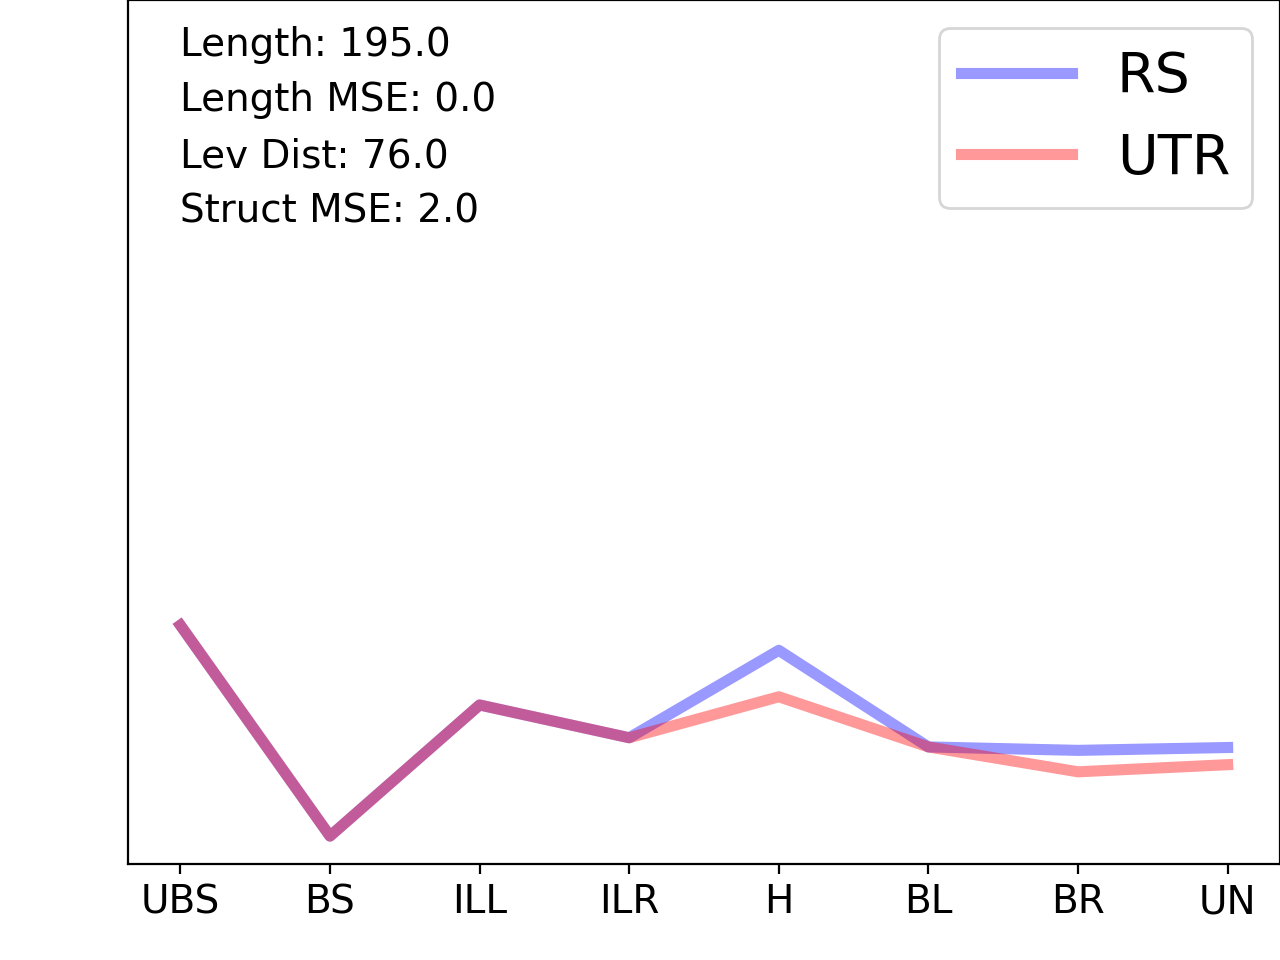 Length: 195.0
Length MSE: 0.0
Lev Dist: 76.0
Struct MSE: 2.0
RS
UTR
UBS BS ILL ILR H BL BR UN